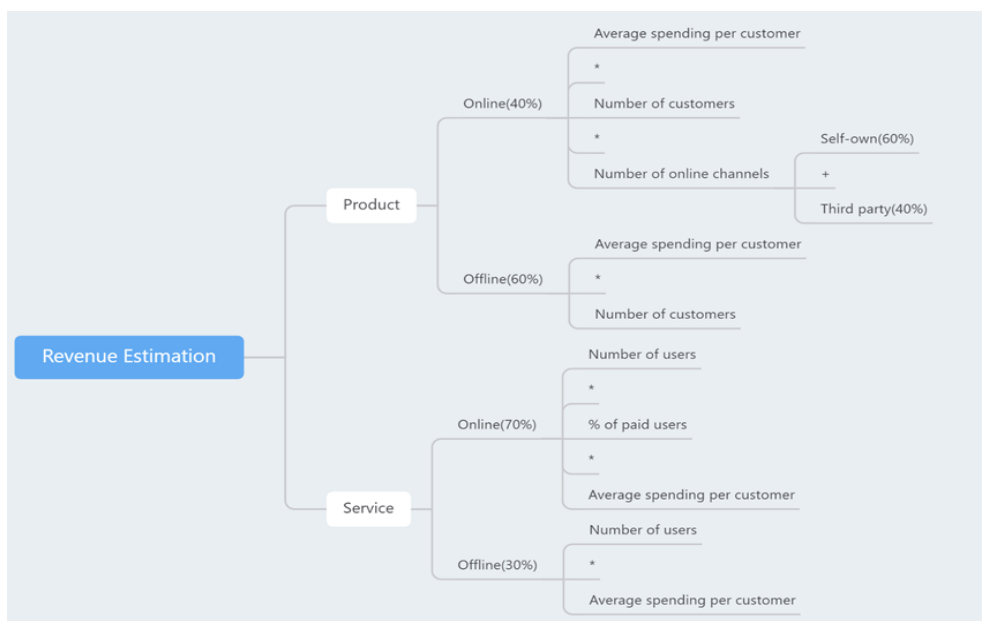 Average spending per customer
*
Online(40%)
Number of customers
*
Self-own(60%)
Number of online channels
+
Product
Third party(40%)
Average spending per customer
Offline(60%)
*
Number of customers
Revenue Estimation
Number of users
*
Online(70%)
% of paid users
*
Average spending per customer
Service
Number of users
Offline(30%)
*
Average spending per customer